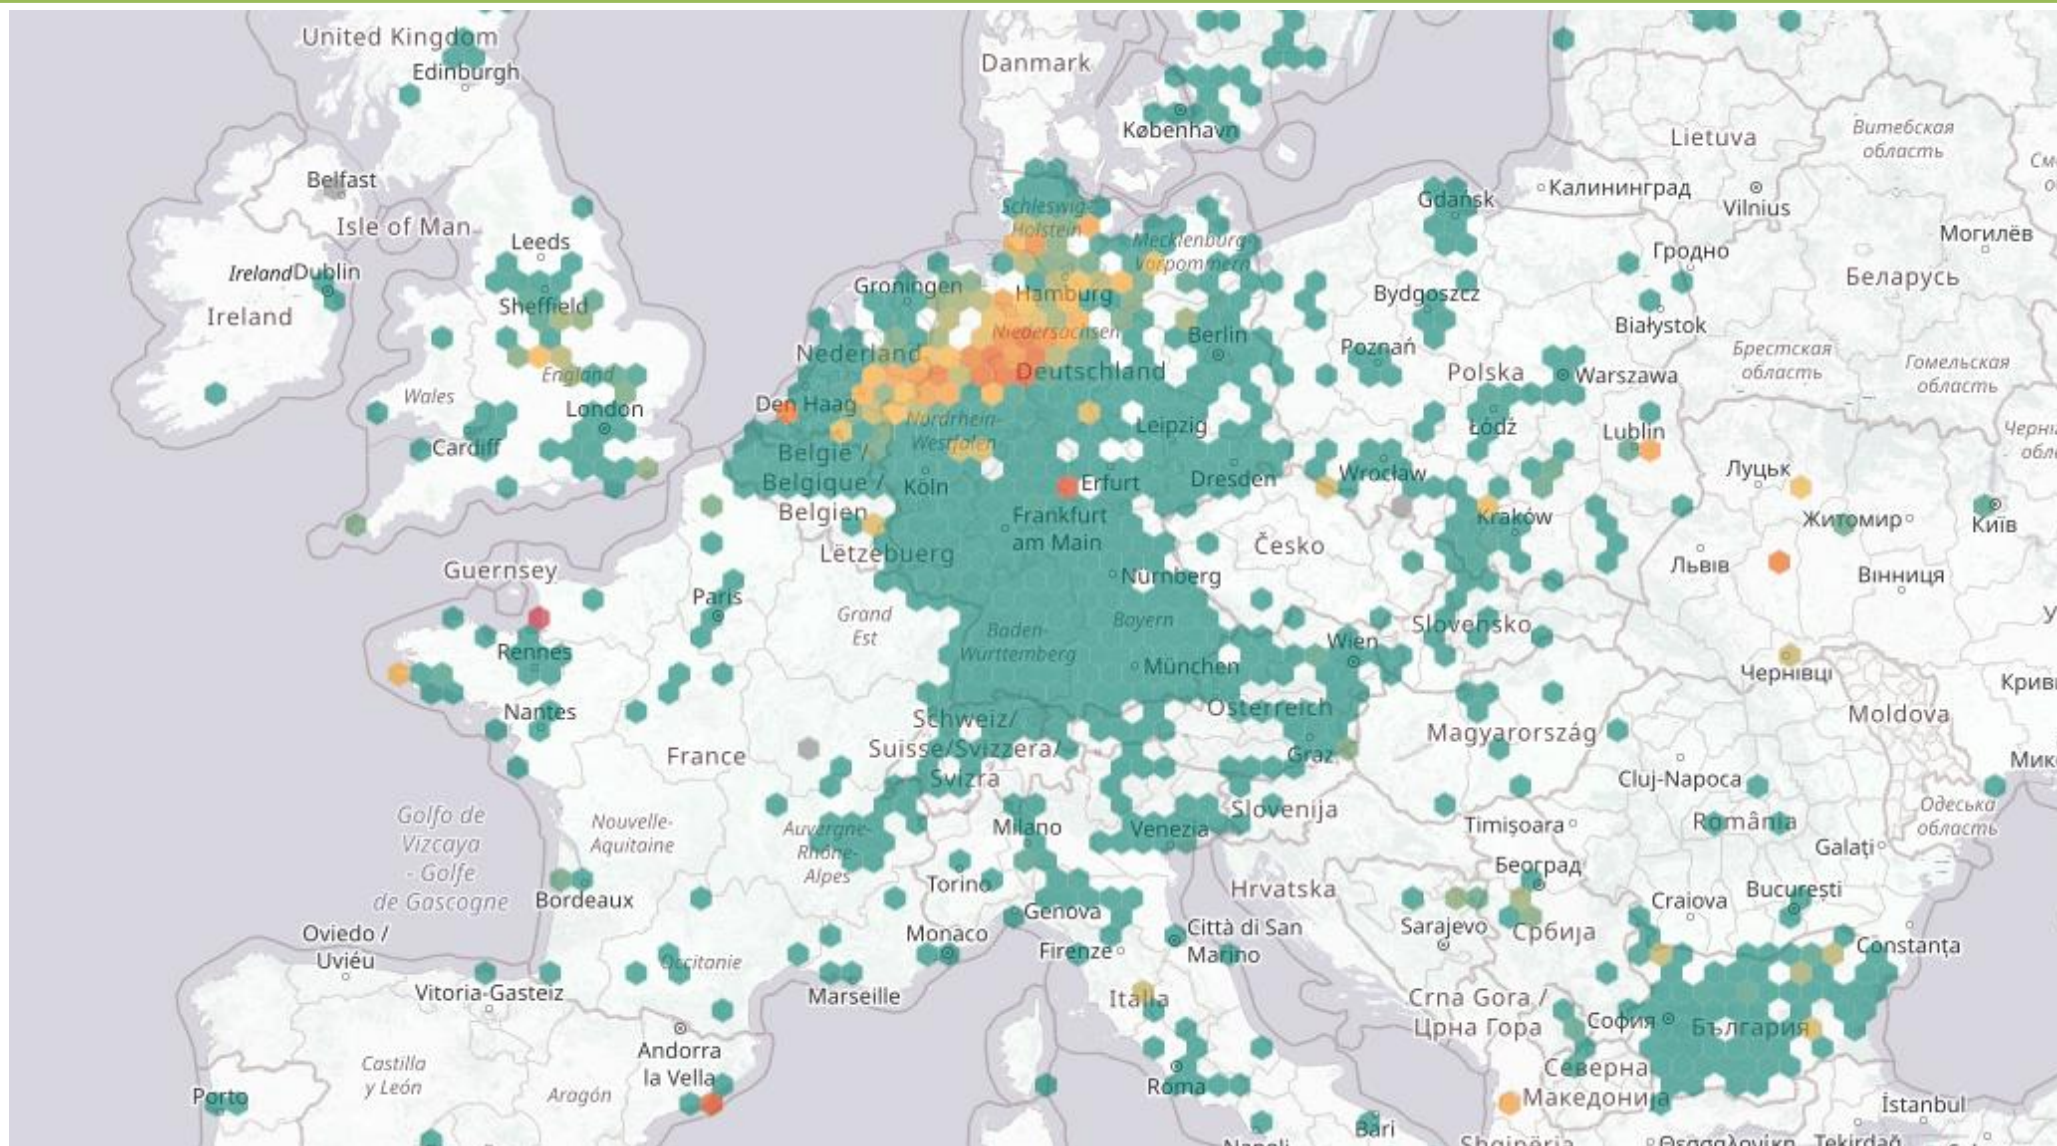 United Kingdom
Edinburgh
Danmark
København
Lietuva
Витебская
область
Belfast
Isle of Man
Калининград
Vilnius
Gdańsk
Schleswig-
Holstein
Leeds
Mecklenburg-
Vorpommern
Гродно
Могилёв
Ireland
Dublin
Groningen
Hamburg
Bydgoszcz
Беларусь
Sheffield
Ireland
Białystok
Niedersachsen
Berlin
Nederland
Poznań
Брестская
область
Гомельская
область
England
Deutschland
Polska
Warszawa
Wales
Den Haag
London
Nordrhein-
Westfalen
Leipzig
Łódź
Lublin
Cardiff
België /
Belgique /
Belgien
Köln
Erfurt
Dresden
Wrocław
Луцьк
Frankfurt
am Main
Kraków
Житомир
Київ
Lëtzebuerg
Česko
Guernsey
Nürnberg
Львів
Вінниця
Paris
Grand
Est
Baden-
Württemberg
Bayern
Slovensko
Rennes
Wien
München
Чернівці
Nantes
Österreich
Schweiz/
Suisse/Svizzera/
Svizra
France
Magyarország
Moldova
Graz
Cluj-Napoca
Golfo de
Vizcaya
- Golfe
de Gascogne
Nouvelle-
Aquitaine
Auvergne-
Rhône-
Alpes
Milano
Venezia
Slovenija
Timișoara
România
Одеська
область
Galați
Београд
Torino
Hrvatska
București
Bordeaux
Genova
Craiova
Oviedo /
Uviéu
Monaco
Firenze
Città di San
Marino
Sarajevo
Србија
Constanța
Occitanie
Vitoria-Gasteiz
Marseille
Italia
Crna Gora /
Црна Гора
София
България
Andorra
la Vella
Castilla
y León
Aragón
Roma
Северна
Македонија
Porto
İstanbul
Bari